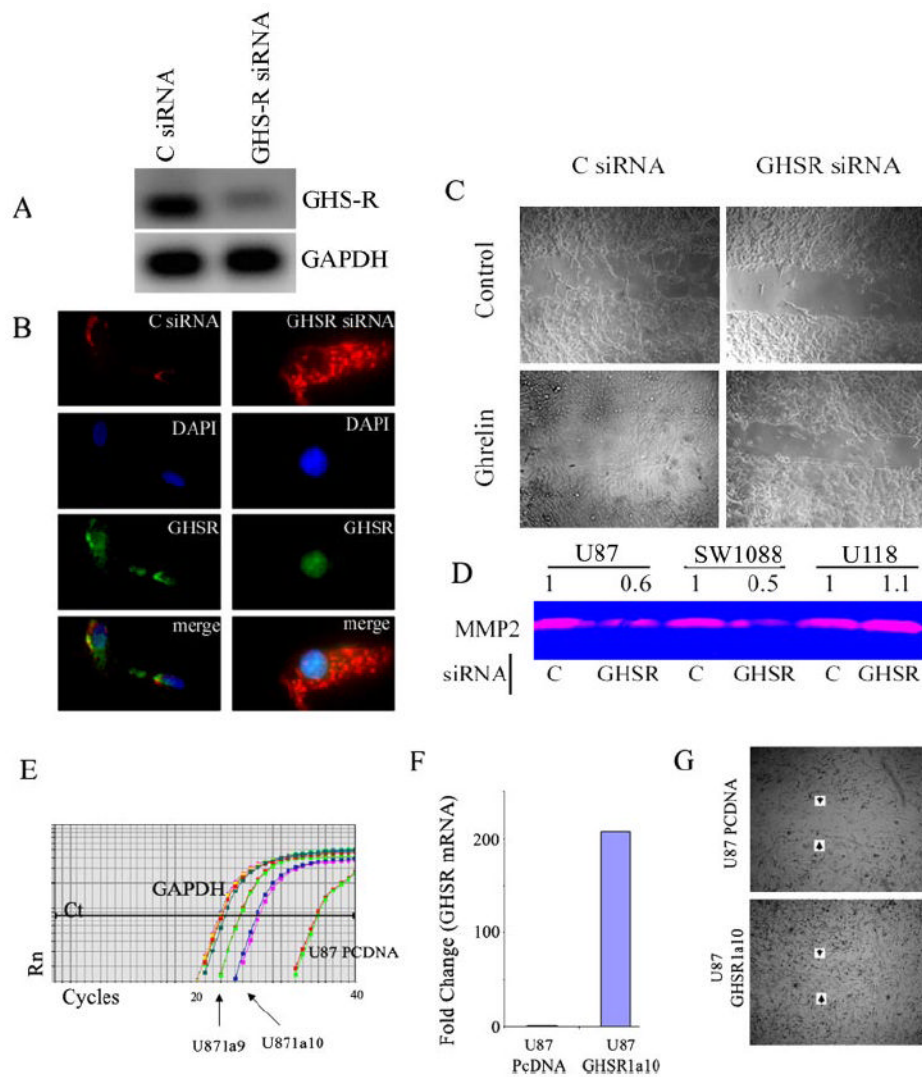 A
C siRNA
GHS-R siRNA
GHS-R
GAPDH
B
C siRNA
GHSR siRNA
DAPI
DAPI
GHSR
GHSR
merge
merge
C
C siRNA
GHSR siRNA
Control
Ghrelin
D
U87
SW1088
U118
1
0.6
1
0.5
1
1.1
MMP2
siRNA
C
GHSR
C
GHSR
C
GHSR
E
GAPDH
Ct
U87 PCDNA
Rn
Cycles
20
40
U871a9
U871a10
F
Fold Change (GHSR mRNA)
200
100
0
U87
PcDNA
U87
GHSR1a10
G
U87 PCDNA
U87
GHSR1a10